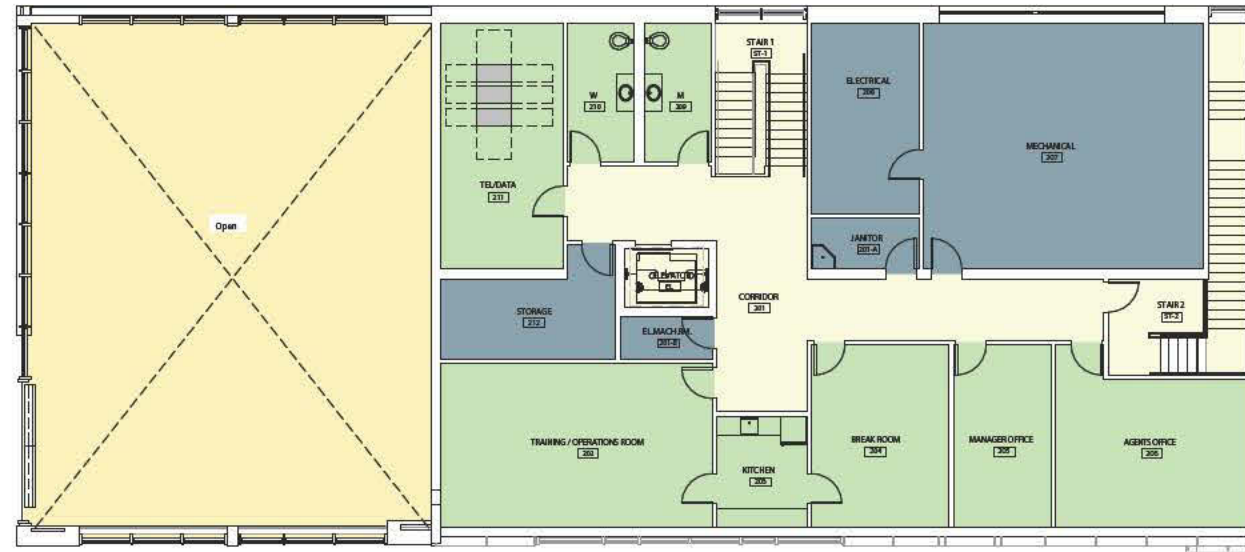 STAIR 1
ST-1
ELECTRICAL
W
210
M
209
MECHANICAL
207
TEL/DATA
211
Open
JANITOR
201-A
ELEVATOR
EL
CORRIDOR
201
STAIR 2
ST-2
STORAGE
212
EL.MACH.RM.
201-B
TRAINING / OPERATIONS ROOM
202
BREAK ROOM
204
MANAGER OFFICE
205
AGENTS OFFICE
206
KITCHEN